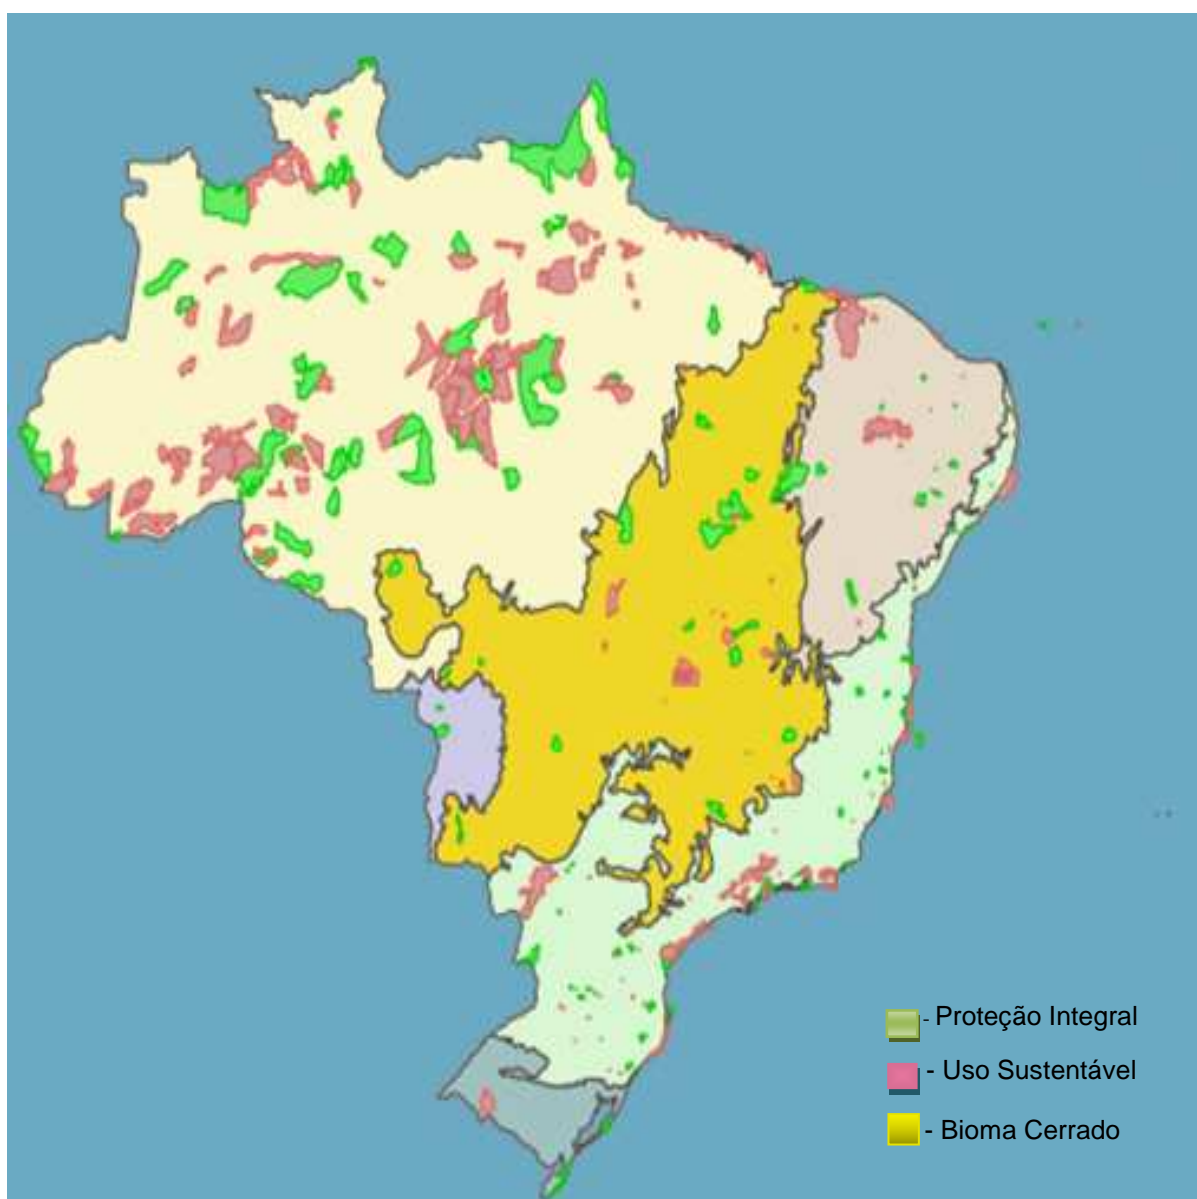 - Proteção Integral
- Uso Sustentável
- Bioma Cerrado